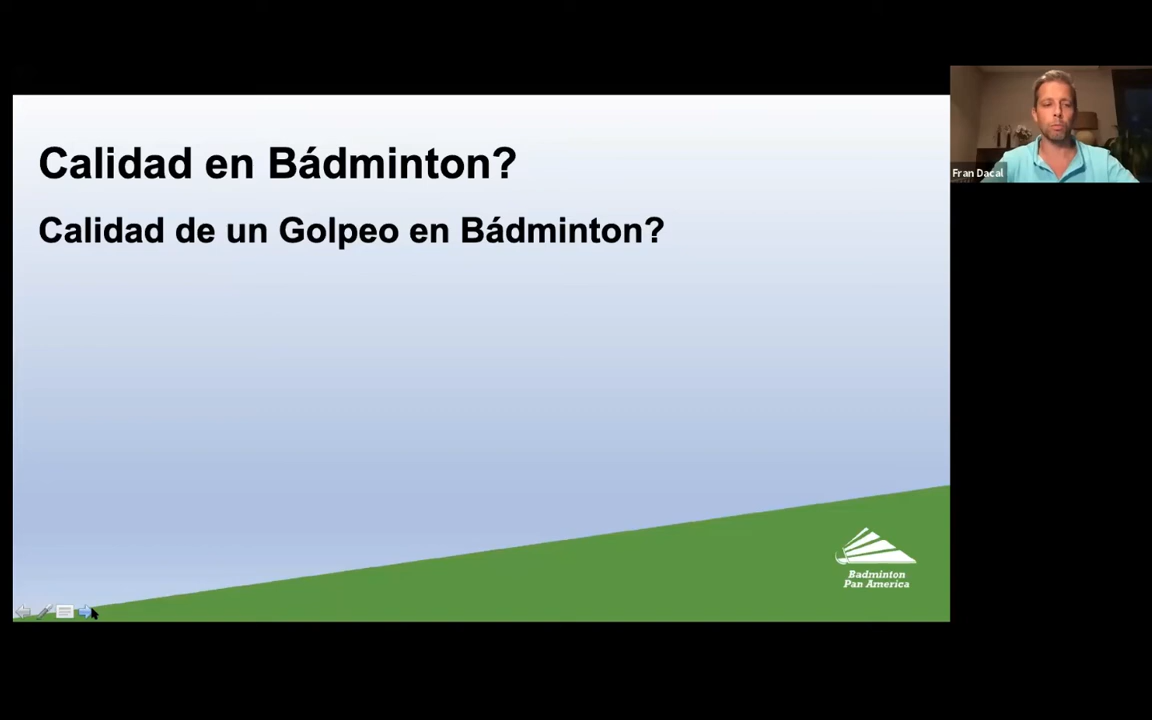 Calidad en Bádminton?
Calidad de un Golpeo en Bádminton?
Fran Dacal
Badminton
Pan America